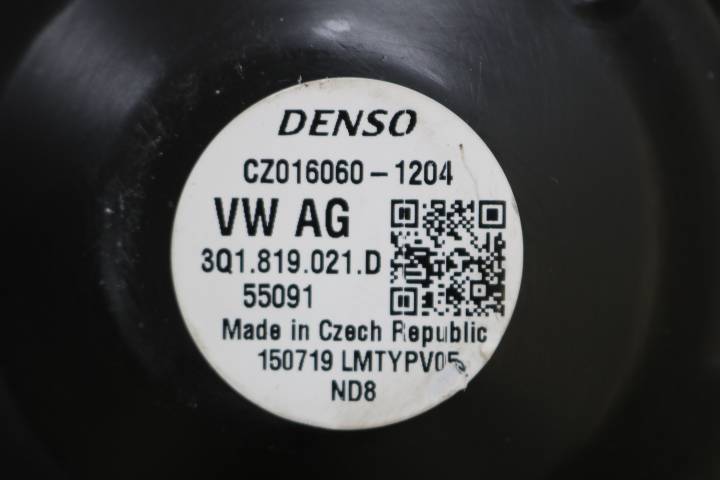 DENSO
CZ016060-1204
VW AG
3Q1.819.021.D
55091
Made in Czech Republic
150719 LMTYPV05
ND8